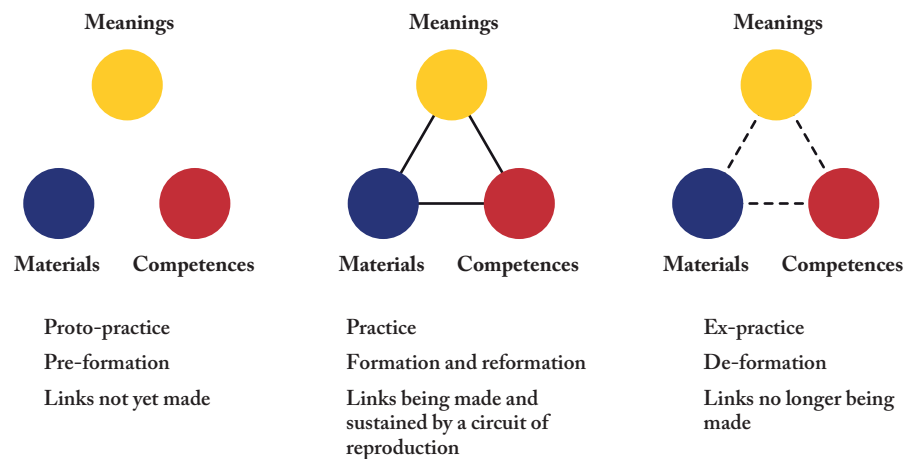 Meanings
Materials
Competences
Proto-practice
Pre-formation
Links not yet made
Meanings
Materials
Competences
Practice
Formation and reformation
Links being made and
sustained by a circuit of
reproduction
Meanings
Materials
Competences
Ex-practice
De-formation
Links no longer being
made